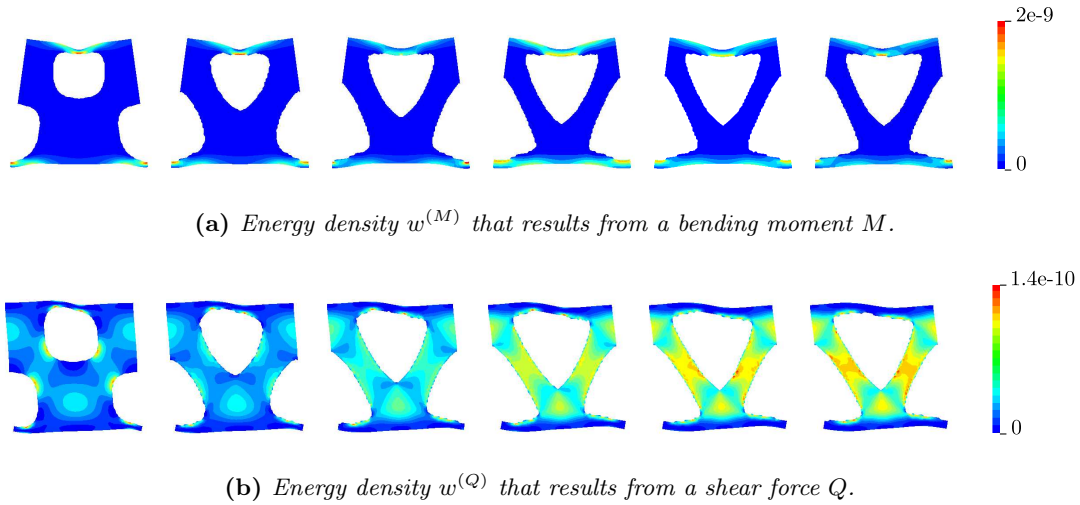 2e-9
0
(a) Energy density w^(M) that results from a bending moment M.
1.4e-10
0
(b) Energy density w^(Q) that results from a shear force Q.